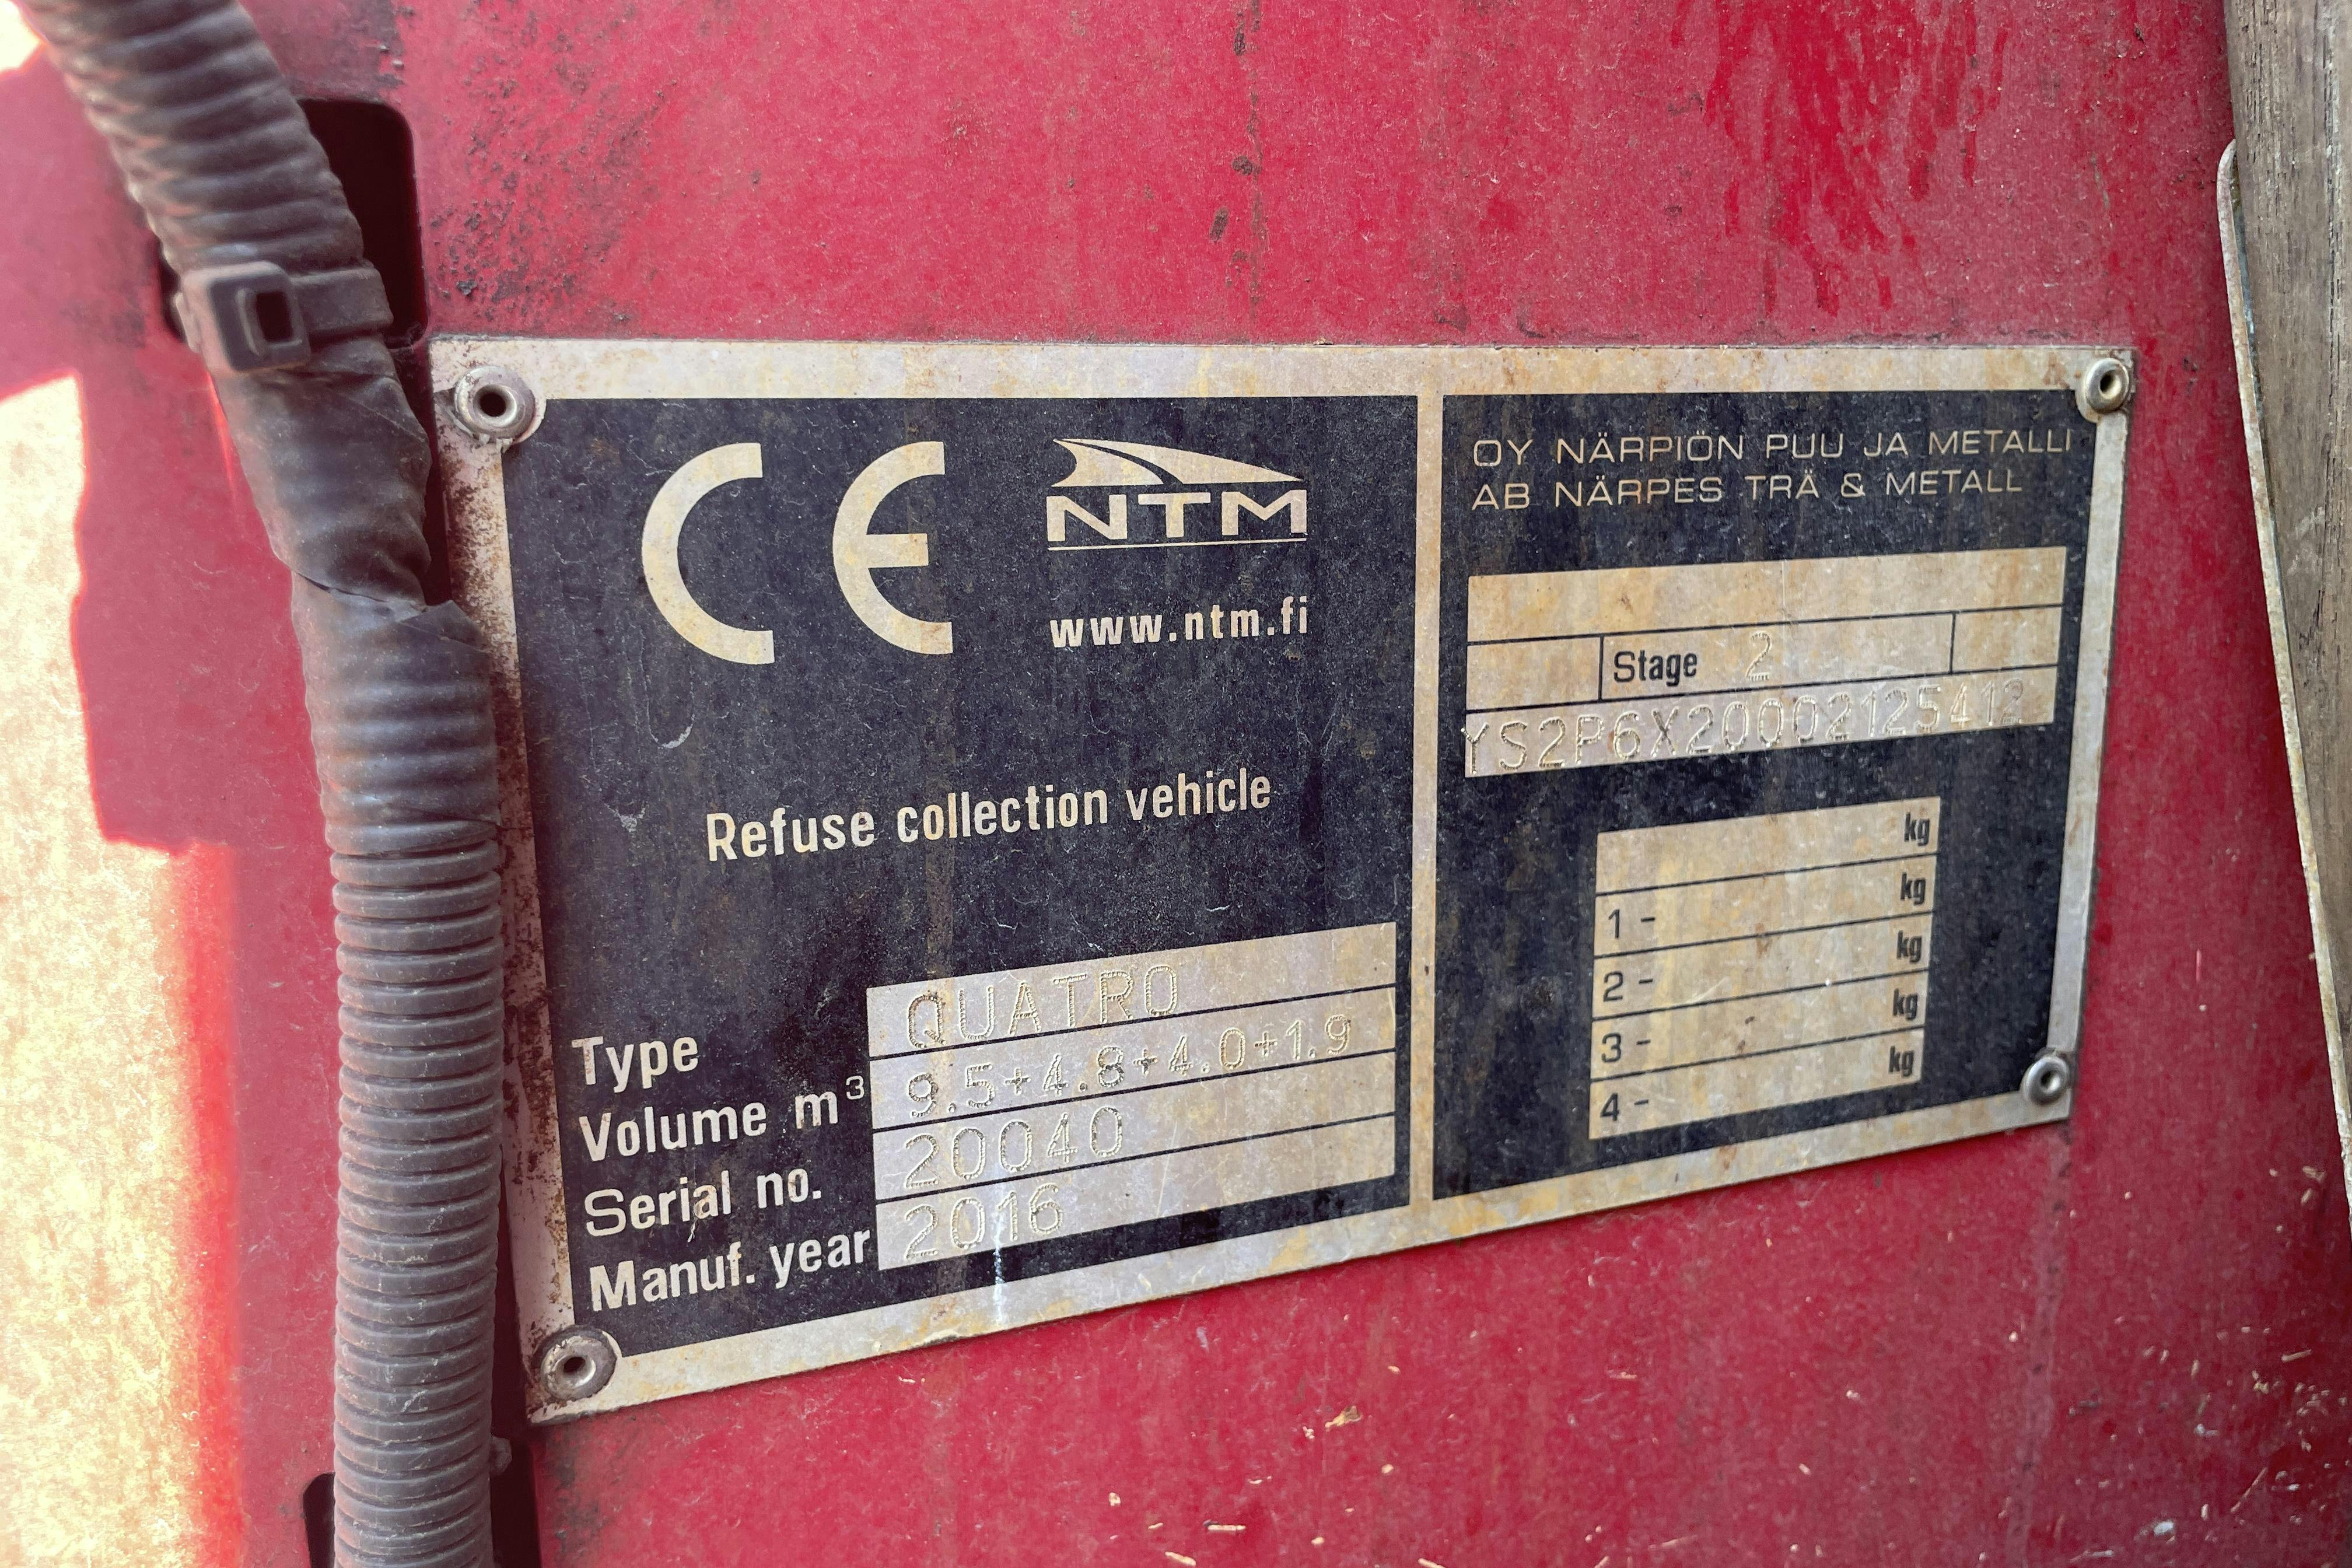 CE NTM
www.ntm.fi
Refuse collection vehicle
Type QUATRO
Volume m³ 9.5+4.8+4.0+1.9
Serial no. 20040
Manuf. year 2016
OY NÄRPIÖN PUU JA METALLI
AB NÄRPES TRÄ & METALL
Stage 2
YS2P6X20002125412
kg
1 - kg
2 - kg
3 - kg
4 - kg